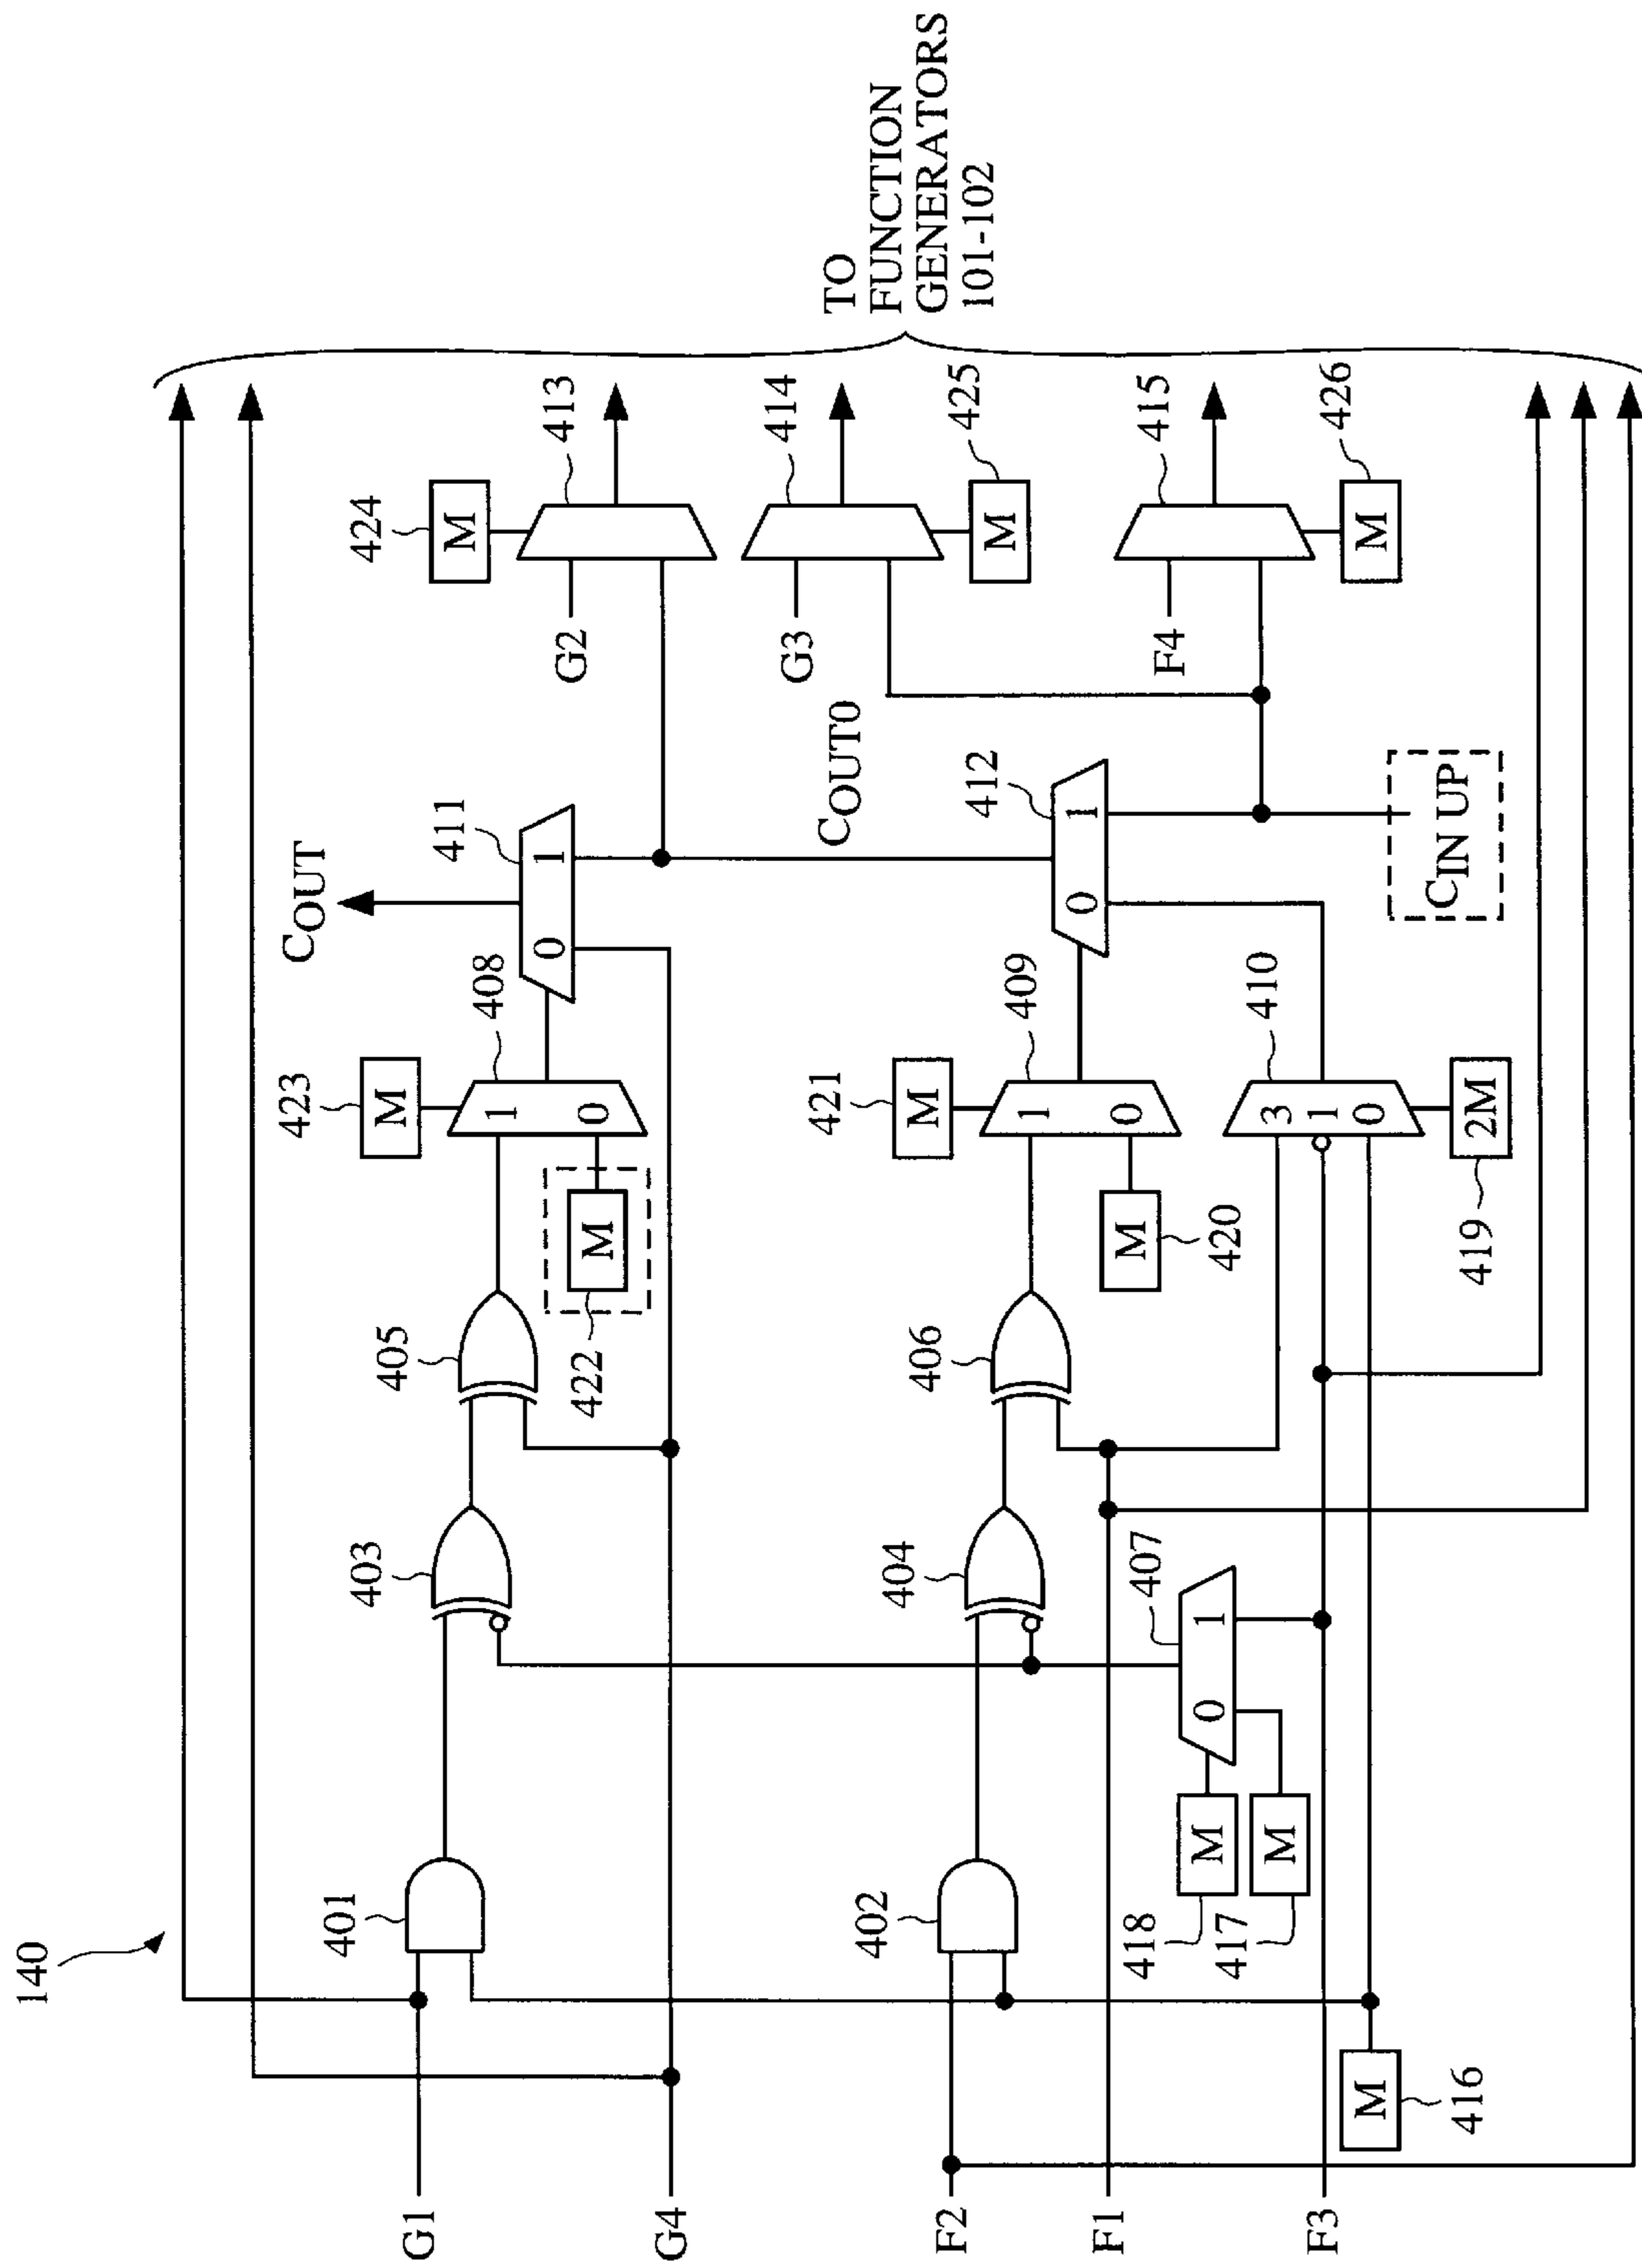 140
G1
G4
F2
F1
F3
401
402
403
404
405
406
407
0 1
M
418
M
417
M
416
M
423
1
0
408
M
422
M
421
1
0
409
M
420
3
1
0
410
2M
419
COUT
0 1
411
COUT0
0 1
412
CIN UP
G2
G3
F4
M
424
413
414
M
425
415
M
426
TO
FUNCTION
GENERATORS
101-102